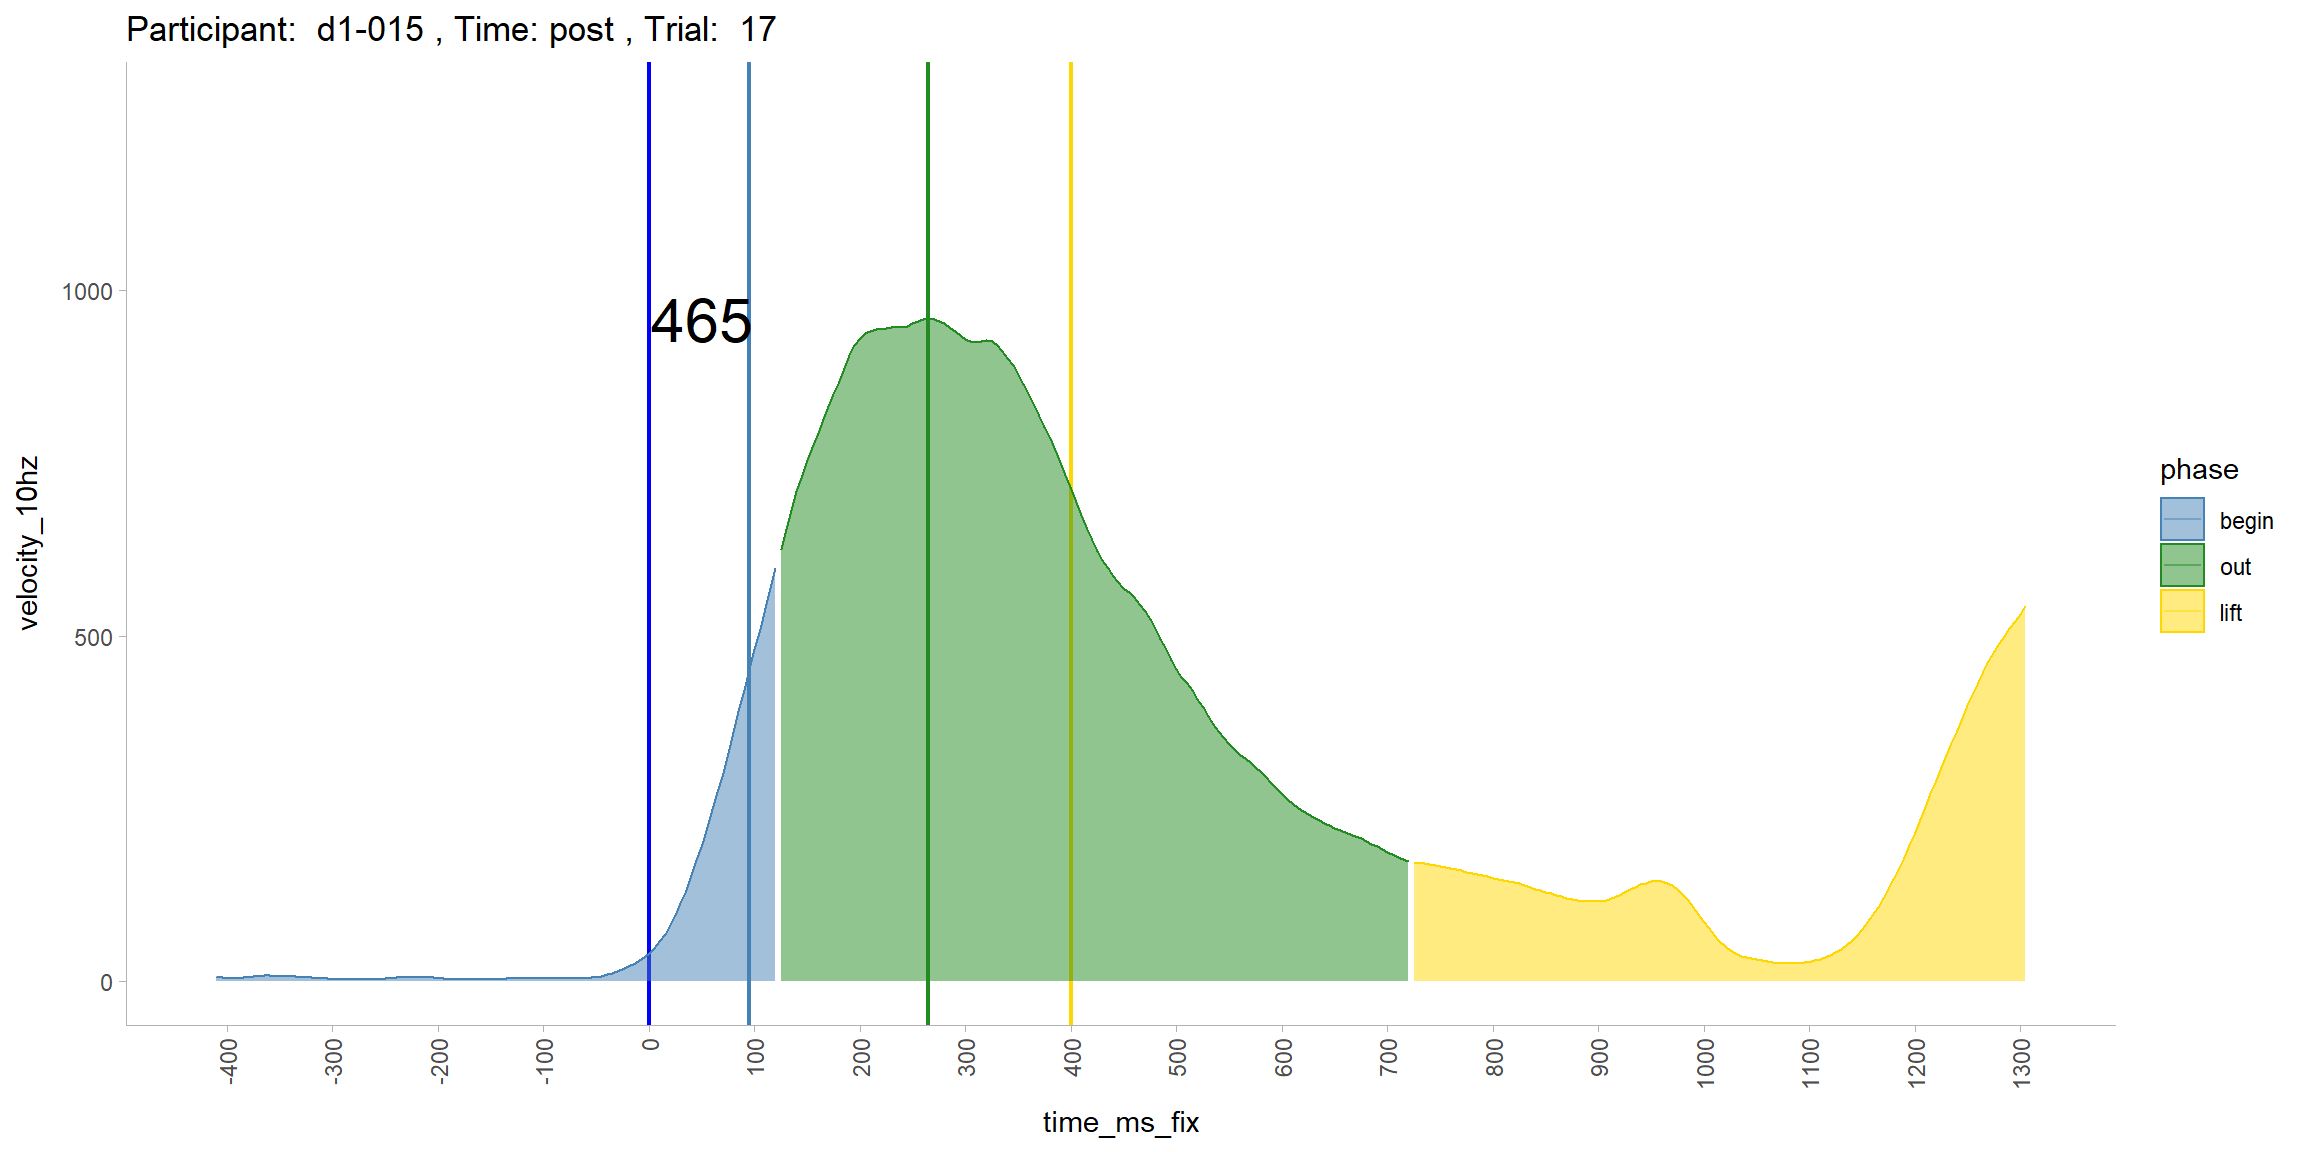 Participant:  d1-015 , Time: post , Trial:  17
1000
500
0
velocity_10hz
465
-400 -300 -200 -100 0 100 200 300 400 500 600 700 800 900 1000 1100 1200 1300
time_ms_fix
phase
begin
out
lift